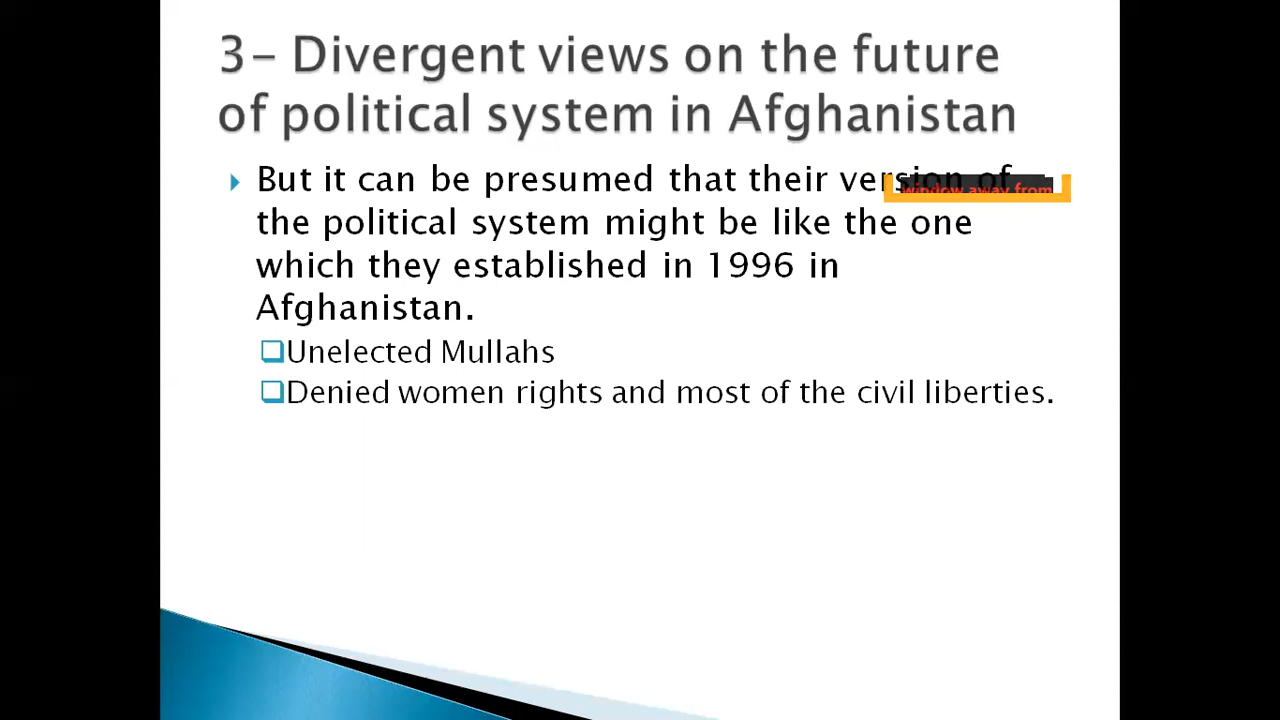 3- Divergent views on the future
of political system in Afghanistan
But it can be presumed that their version of
window away from
the political system might be like the one
which they established in 1996 in
Afghanistan.
Unelected Mullahs
Denied women rights and most of the civil liberties.